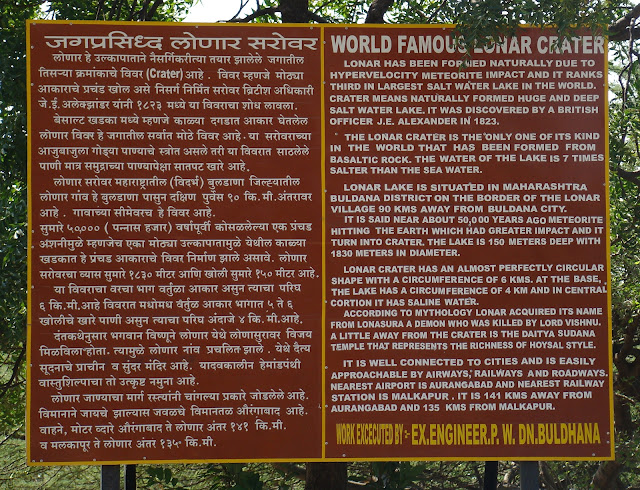 जगप्रसिध्द लोणार सरोवर
लोणार हे उल्कापाताने नैसर्गिकरीत्या तयार झालेले जगातील
तिसऱ्या क्रमांकाचे विवर (Crater) आहे . विवर म्हणजे मोठ्या
आकाराचे प्रचंड खोल असे निसर्ग निर्मित सरोवर ब्रीटीश अधिकारी
जे.ई.अलेक्झांडर यांनी १८२३ मध्ये या विवराचा शोध लावला.
बेसाल्ट खडका मध्ये म्हणजे काळ्या दगडात आकार घेतलेल
लोणार विवर हे जगातील सर्वात मोठे विवर आहे. या सरोवराच्या
आजुबाजुला गोड्या पाण्याचे स्त्रोत असले तरी या विवरात साठलेले
पाणी मात्र समुद्राच्या पाण्यापेक्षा सातपट खारे आहे.
लोणार सरोवर महाराष्ट्रातील (विदर्भ) बुलडाणा जिल्ह्यातील
लोणार गांव हे बुलडाणा पासुन दक्षिण पुर्वेस ९० कि.मी.अंतरावर
आहे . गावाच्या सीमेवरच हे विवर आहे.
सुमारे ५०,००० ( पन्नास हजार) वर्षापूर्वी कोसळलेल्या एक प्रचंड
अशनीमुळे म्हणजेच एका मोठ्या उल्कापातामुळे येथील काळ्या
खडकात हे प्रचंड आकाराचे विवर निर्माण झाले असावे. लोणार
सरोवरचा व्यास सुमारे १८३० मीटर आणि खोली सुमारे १५० मीटर आहे.
या विवराचा वरचा भाग वर्तुळा आकार असुन त्याचा परिघ
६ कि.मी.आहे विवरात मधोमध वर्तुळ आकार भागात ५ ते ६
खोलीचे खारे पाणी असुन त्याचा परिघ अंदाजे ४ कि.मी.आहे.
दंतकथेनुसार भगवान विष्णूने लोणार येथे लोणासुरावर विजय
मिळविला होता. त्यामुळे लोणार नांव प्रचलित झाले . येथे दैत्य
सूदनाचे प्राचीन व सुंदर मंदिर आहे. यादवकालीन हेमांडपंथी
वास्तुशिल्पाचा तो उत्कृष्ट नमुना आहे.
लोणार जाण्याचा मार्ग रस्त्यांनी चांगल्या प्रकारे जोडलेले आहे.
विमानाने जायचे झाल्यास जवळचे विमानतळ औरंगाबाद आहे.
वाहने, मोटर व्दारे औरंगाबाद ते लोणार अंतर १४१ कि.मी.
व मलकापूर ते लोणार अंतर १३५ कि.मी.
WORLD FAMOUS LONAR CRATER
LONAR HAS BEEN FORMED NATURALLY DUE TO
HYPERVELOCITY METEORITE IMPACT AND IT RANKS
THIRD IN LARGEST SALT WATER LAKE IN THE WORLD.
CRATER MEANS NATURALLY FORMED HUGE AND DEEP
SALT WATER LAKE. IT WAS DISCOVERED BY A BRITISH
OFFICER J.E. ALEXANDER IN 1823.
THE LONAR CRATER IS THE ONLY ONE OF ITS KIND
IN THE WORLD THAT HAS BEEN FORMED FROM
BASALTIC ROCK. THE WATER OF THE LAKE IS 7 TIMES
SALTER THAN THE SEA WATER.
LONAR LAKE IS SITUATED IN MAHARASHTRA
BULDANA DISTRICT ON THE BORDER OF THE LONAR
VILLAGE 90 KMS AWAY FROM BULDANA CITY.
IT IS SAID NEAR ABOUT 50,000 YEARS AGO METEORITE
HITTING THE EARTH WHICH HAD GREATER IMPACT AND IT
TURN INTO CRATER. THE LAKE IS 150 METERS DEEP WITH
1830 METERS IN DIAMETER.
LONAR CRATER HAS AN ALMOST PERFECTLY CIRCULAR
SHAPE WITH A CIRCUMFERENCE OF 6 KMS. AT THE BASE,
THE LAKE HAS A CIRCUMFERENCE OF 4 KM AND IN CENTRAL
CORTION IT HAS SALINE WATER.
ACCORDING TO MYTHOLOGY LONAR ACQUIRED ITS NAME
FROM LONASURA A DEMON WHO WAS KILLED BY LORD VISHNU.
A LITTLE AWAY FROM THE CRATER IS THE DAITYA SUDANA
TEMPLE THAT REPRESENTS THE RICHNESS OF HOYSAL STYLE.
IT IS WELL CONNECTED TO CITIES AND IS EASILY
APPROACHABLE BY AIRWAYS, RAILWAYS AND ROADWAYS.
NEAREST AIRPORT IS AURANGABAD AND NEAREST RAILWAY
STATION IS MALKAPUR . IT IS 141 KMS AWAY FROM
AURANGABAD AND 135 KMS FROM MALKAPUR.
WORK EXCECUTED BY :- EX.ENGINEER.P. W. DN.BULDHANA